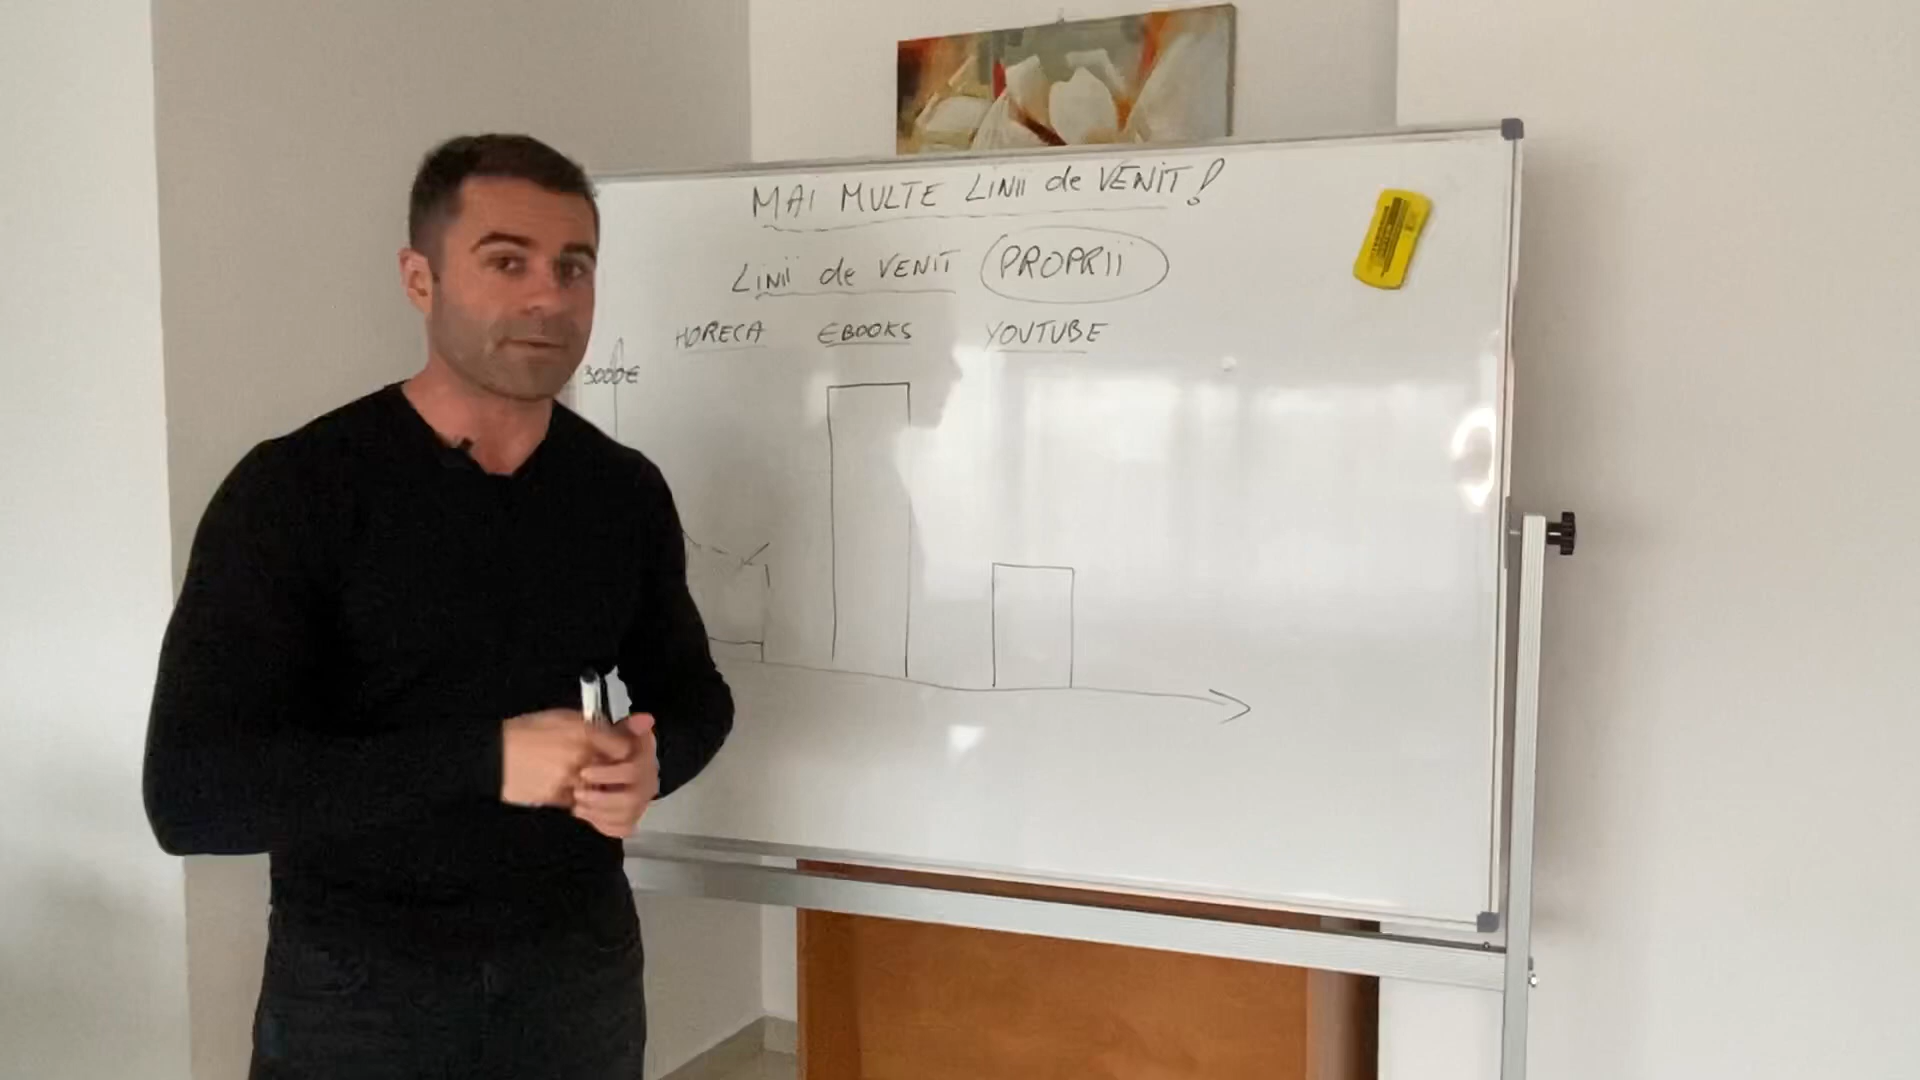 MAI MULTE LINII de VENIT!
LINII de VENIT PROPRII
HORECA EBOOKS YOUTUBE
3000€